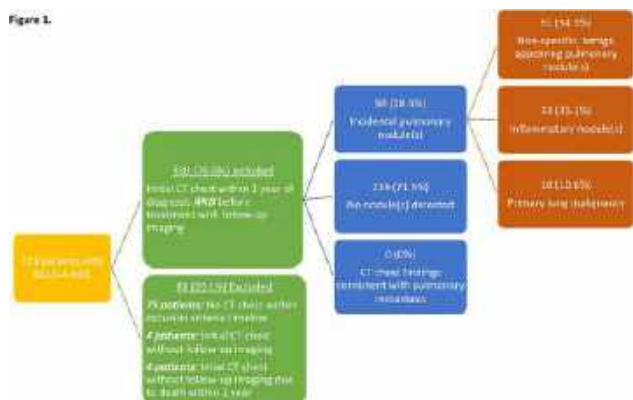 Figure 1.
Non-specific, benign
appearing pulmonary
nodule(s)
Incidental pulmonary
nodule(s)
Inflammatory nodule(s)
Included
Initial CT chest within 1 year of
diagnosis AND before
treatment with follow-up
imaging
No nodule(s) detected
Primary lung malignancy
0 (0%)
CT chest findings
consistent with pulmonary
metastasis
patients with
Excluded
patients: No CT chest within
inclusion criteria timeline
4 patients: Initial CT chest
without follow-up imaging
4 patients: Initial CT chest
without follow-up imaging due
to death within 1 year